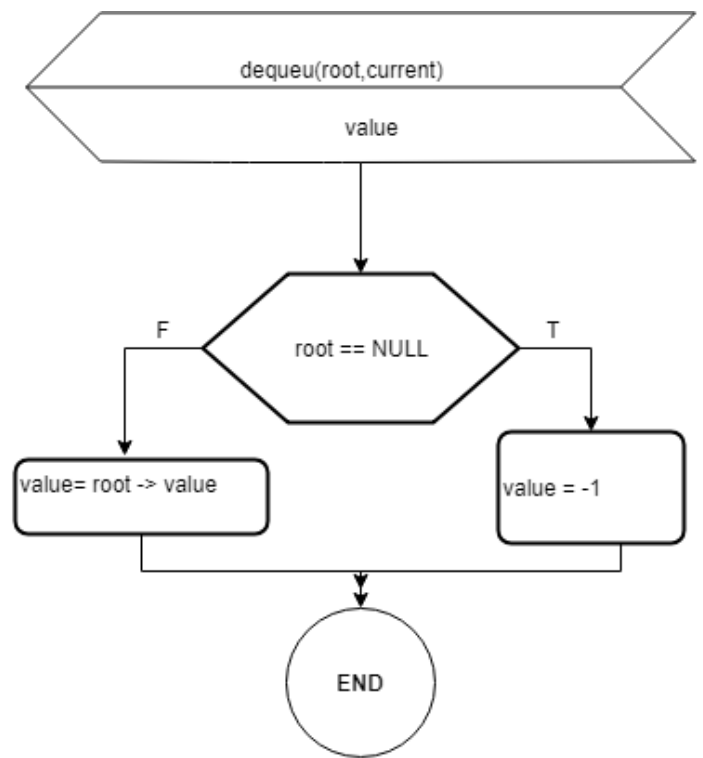 dequeu(root,current)
value
F
T
root == NULL
value= root -> value
value = -1
END